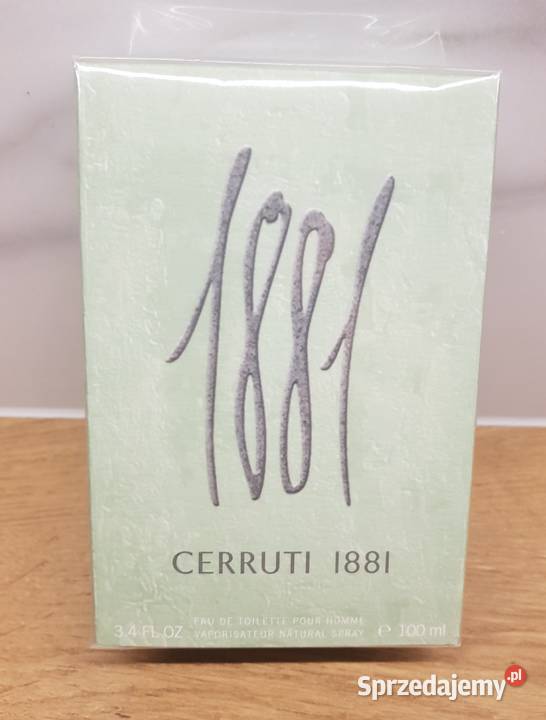 1881
CERRUTI 1881
EAU DE TOILETTE POUR HOMME
3.4 FL.OZ VAPORISATEUR NATURAL SPRAY ℮ 100 ml
Sprzedajemy.pl